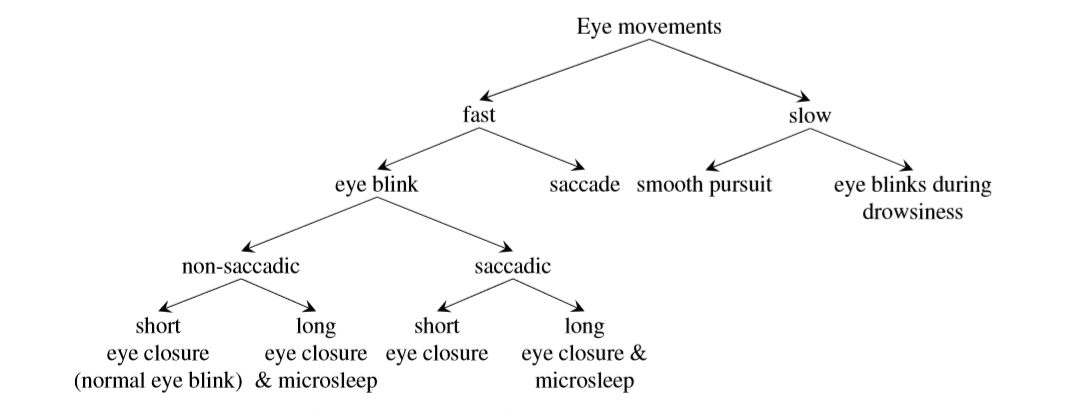 Eye movements
fast
slow
eye blink
saccade
smooth pursuit
eye blinks during
drowsiness
non-saccadic
saccadic
short
eye closure
(normal eye blink)
long
eye closure
& microsleep
short
eye closure
long
eye closure &
microsleep